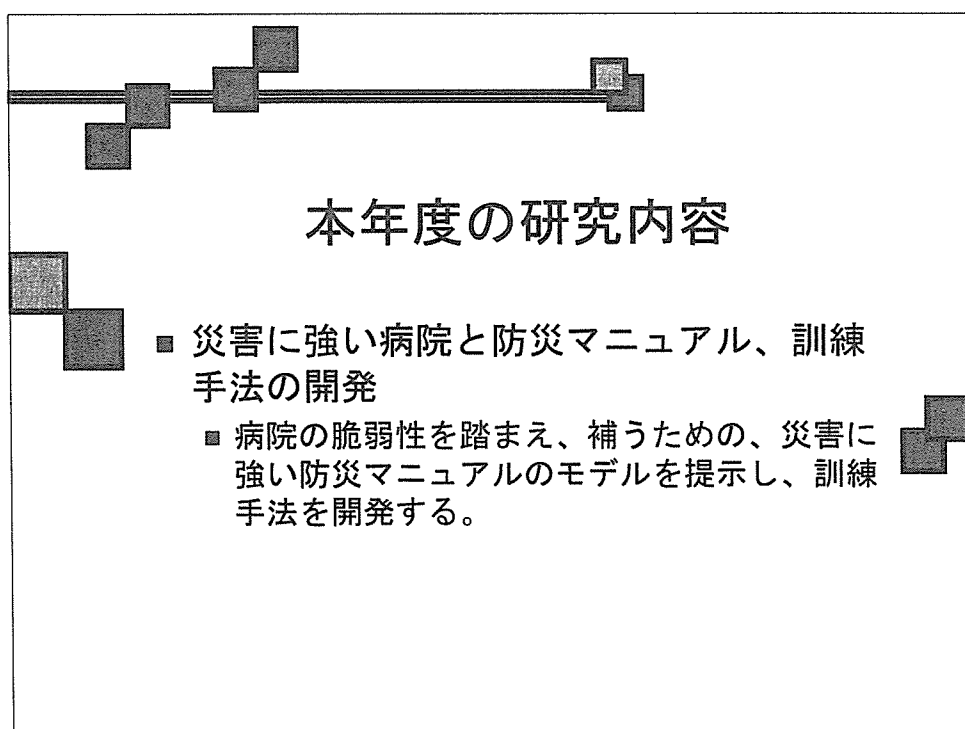 本年度の研究内容
災害に強い病院と防災マニュアル、訓練
手法の開発
病院の脆弱性を踏まえ、補うための、災害に
強い防災マニュアルのモデルを提示し、訓練
手法を開発する。